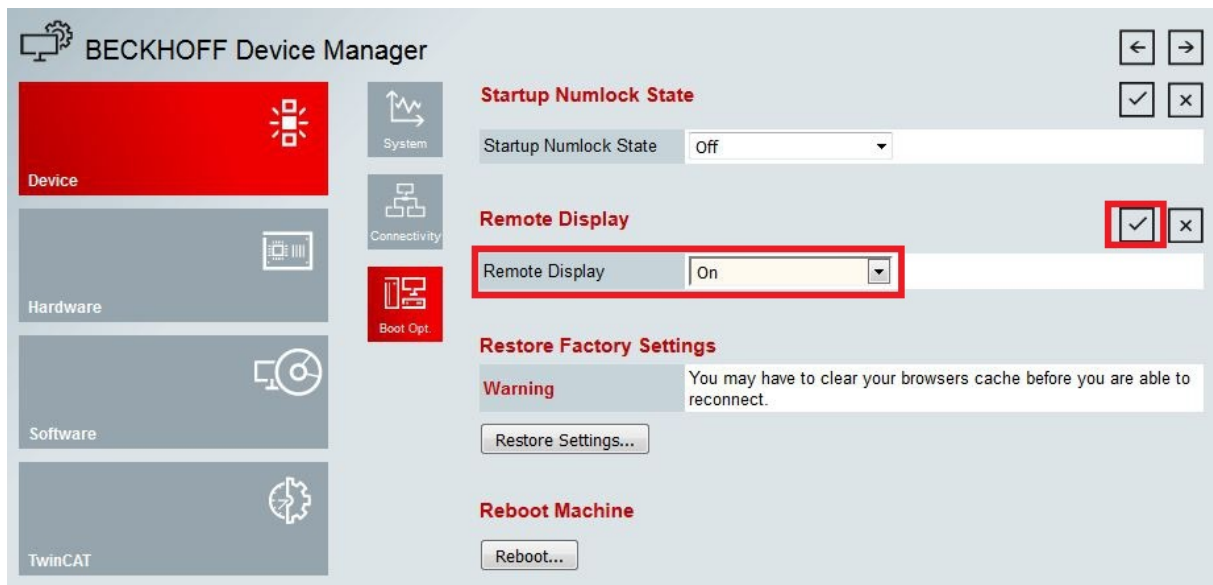 BECKHOFF Device Manager
Device
Hardware
Software
TwinCAT
System
Connectivity
Boot Opt.
Startup Numlock State
Startup Numlock State Off
Remote Display
Remote Display On
Restore Factory Settings
Warning You may have to clear your browsers cache before you are able to
reconnect.
Restore Settings...
Reboot Machine
Reboot...